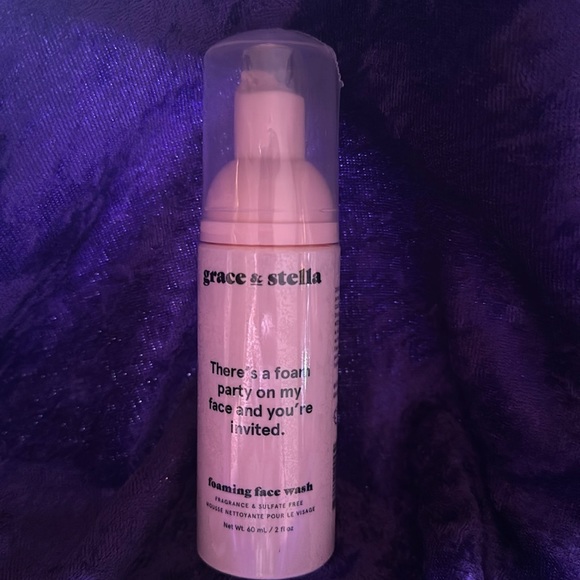 grace & stella
There's a foam
party on my
face and you're
invited.
foaming face wash
FRAGRANCE & SULFATE FREE
MOUSSE NETTOYANTE POUR LE VISAGE
Net Wt. 60 mL / 2 fl oz